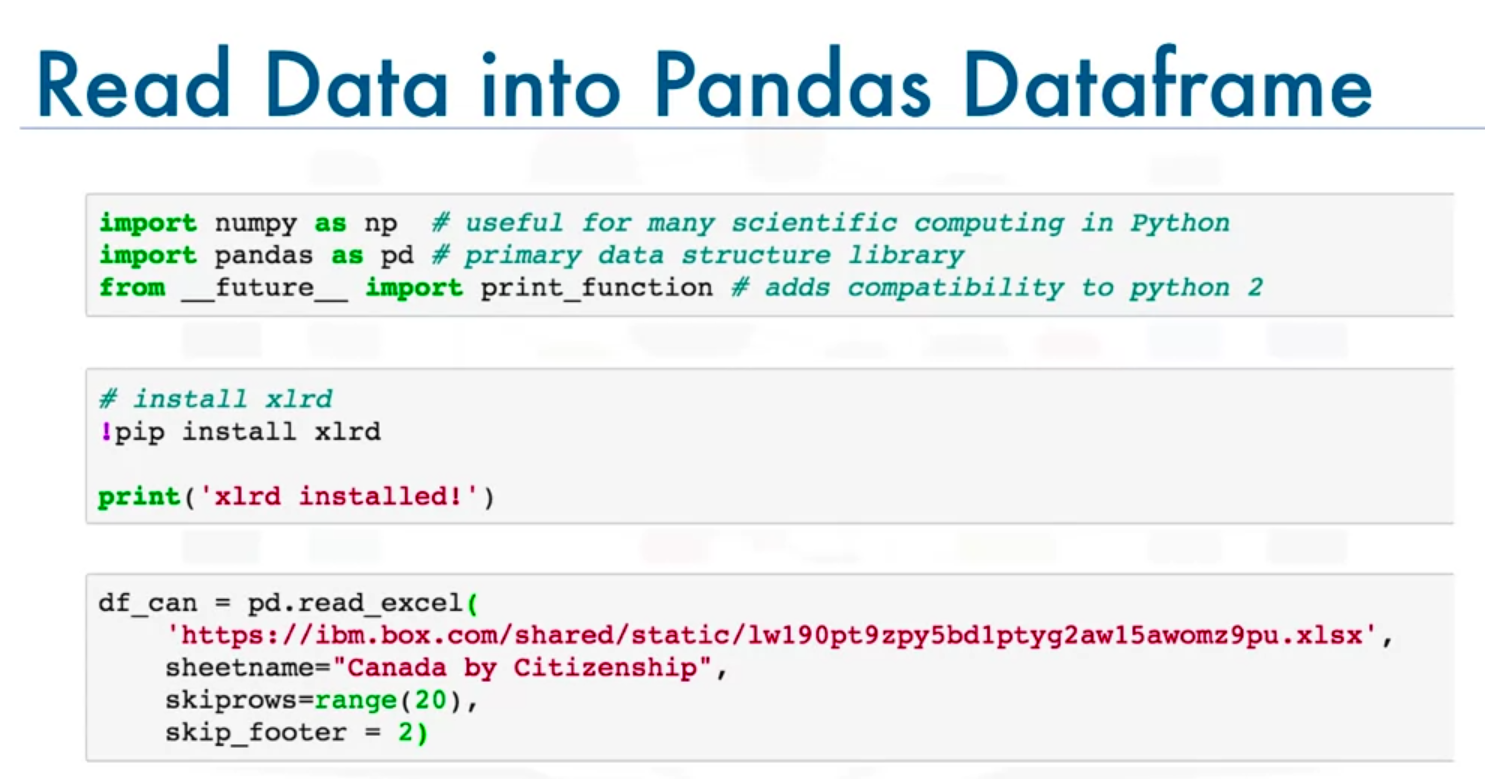 Read Data into Pandas Dataframe
import numpy as np  # useful for many scientific computing in Python
import pandas as pd # primary data structure library
from __future__ import print_function # adds compatibility to python 2
# install xlrd
!pip install xlrd
print('xlrd installed!')
df_can = pd.read_excel(
    'https://ibm.box.com/shared/static/lw190pt9zpy5bd1ptyg2aw15awomz9pu.xlsx',
    sheetname="Canada by Citizenship",
    skiprows=range(20),
    skip_footer = 2)